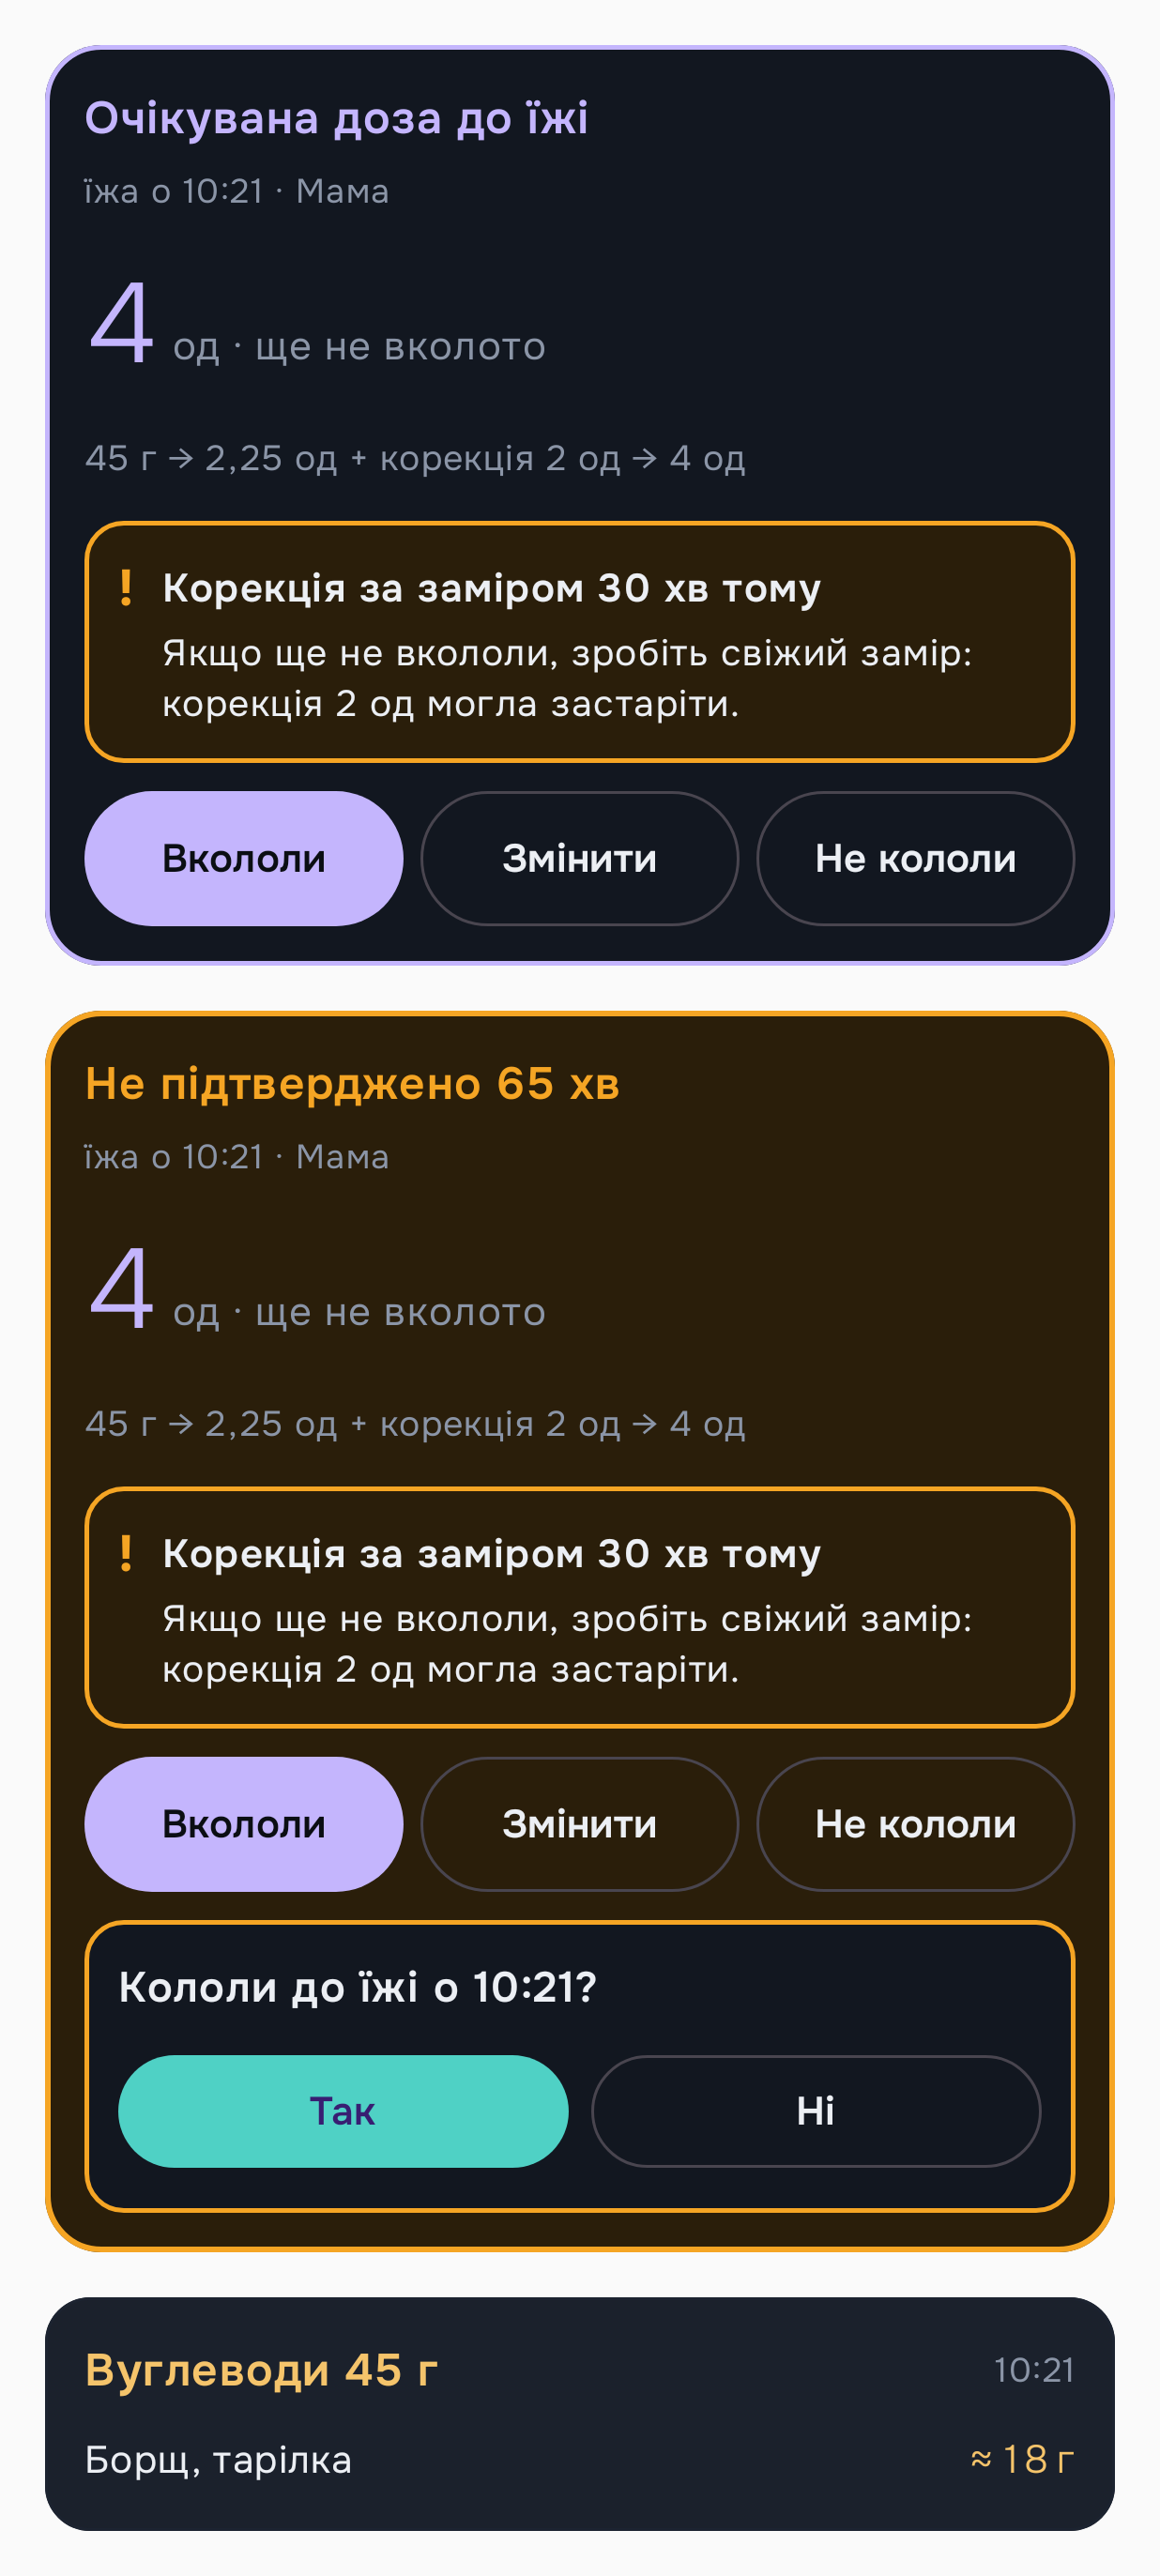 Очікувана доза до їжі
їжа о 10:21 · Мама
4 од · ще не вколото
45 г → 2,25 од + корекція 2 од → 4 од
! Корекція за заміром 30 хв тому
Якщо ще не вкололи, зробіть свіжий замір:
корекція 2 од могла застаріти.
Вкололи Змінити Не кололи
Не підтверджено 65 хв
їжа о 10:21 · Мама
4 од · ще не вколото
45 г → 2,25 од + корекція 2 од → 4 од
! Корекція за заміром 30 хв тому
Якщо ще не вкололи, зробіть свіжий замір:
корекція 2 од могла застаріти.
Вкололи Змінити Не кололи
Кололи до їжі о 10:21?
Так Ні
Вуглеводи 45 г 10:21
Борщ, тарілка ≈ 18 г